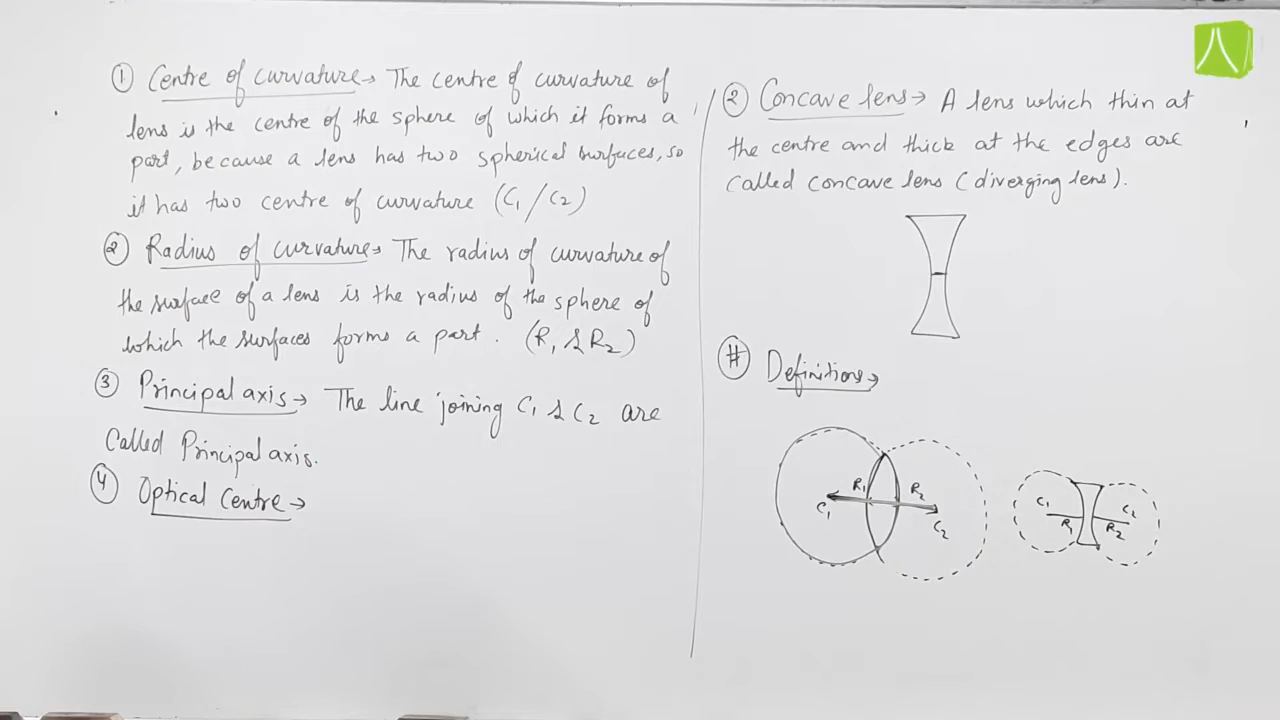 ① Centre of curvature → The centre of curvature of
lens is the centre of the sphere of which it forms a
part, because a lens has two spherical surfaces, so
it has two centre of curvature (C₁/C₂)
② Radius of curvature → The radius of curvature of
the surface of a lens is the radius of the sphere of
which the surfaces forms a part. (R₁ & R₂)
③ Principal axis → The line joining C₁ & C₂ are
Called Principal axis.
④ Optical Centre →
② Concave lens → A lens which thin at
the centre and thick at the edges are
Called Concave lens (diverging lens).
# Definitions →
R₁ R₂
C₁ C₂
C₁ C₂
R₁ R₂